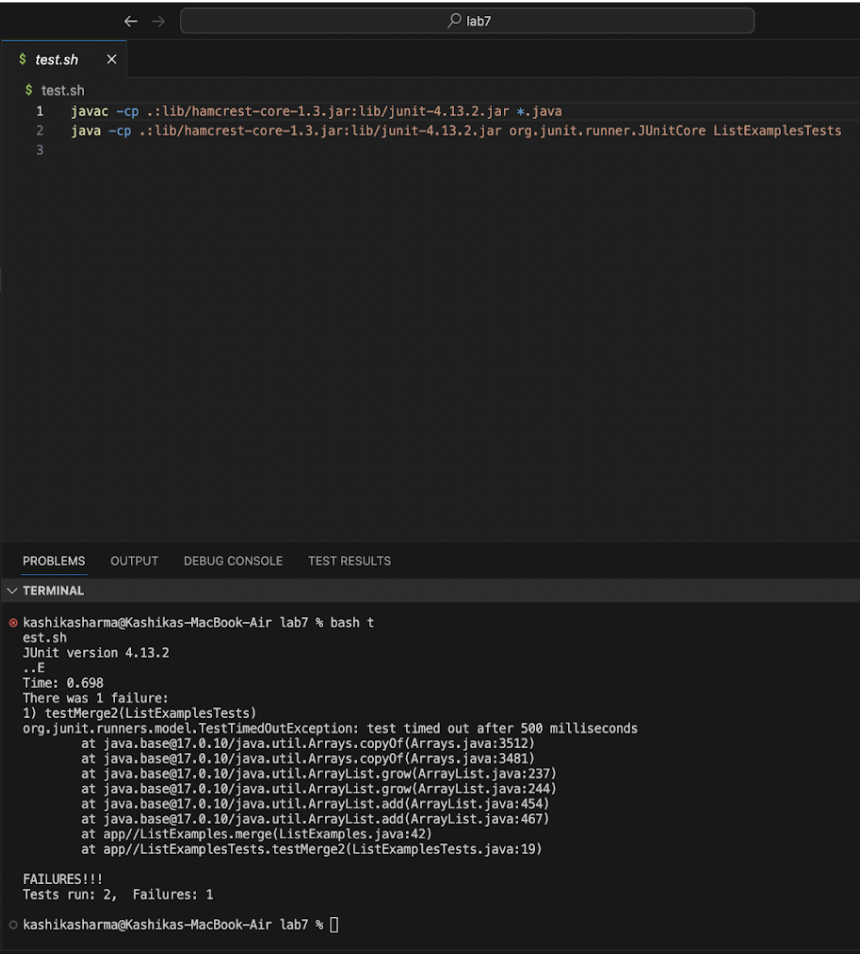 lab7
$ test.sh ×
$ test.sh
1 javac -cp .:lib/hamcrest-core-1.3.jar:lib/junit-4.13.2.jar *.java
2 java -cp .:lib/hamcrest-core-1.3.jar:lib/junit-4.13.2.jar org.junit.runner.JUnitCore ListExamplesTests
3
PROBLEMS OUTPUT DEBUG CONSOLE TEST RESULTS
TERMINAL
kashikasharma@Kashikas-MacBook-Air lab7 % bash t
est.sh
JUnit version 4.13.2
..E
Time: 0.698
There was 1 failure:
1) testMerge2(ListExamplesTests)
org.junit.runners.model.TestTimedOutException: test timed out after 500 milliseconds
at java.base@17.0.10/java.util.Arrays.copyOf(Arrays.java:3512)
at java.base@17.0.10/java.util.Arrays.copyOf(Arrays.java:3481)
at java.base@17.0.10/java.util.ArrayList.grow(ArrayList.java:237)
at java.base@17.0.10/java.util.ArrayList.grow(ArrayList.java:244)
at java.base@17.0.10/java.util.ArrayList.add(ArrayList.java:454)
at java.base@17.0.10/java.util.ArrayList.add(ArrayList.java:467)
at app//ListExamples.merge(ListExamples.java:42)
at app//ListExamplesTests.testMerge2(ListExamplesTests.java:19)
FAILURES!!!
Tests run: 2,  Failures: 1
kashikasharma@Kashikas-MacBook-Air lab7 %